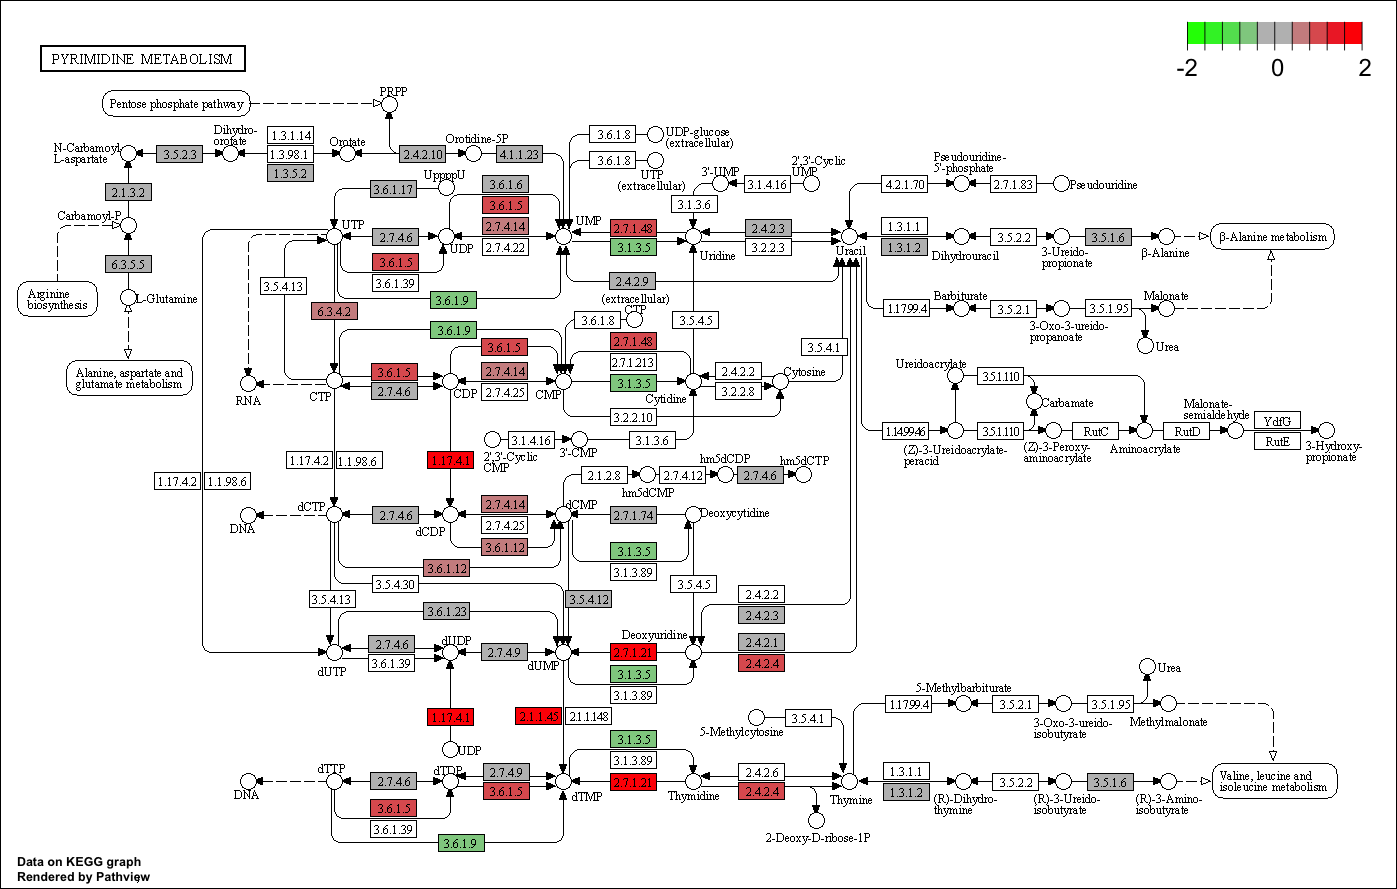 PYRIMIDINE METABOLISM
-2 0 2
Pentose phosphate pathway
PRPP
N-Carbamoyl-
L-aspartate
3.5.2.3
Dihydro-
orotate
1.3.1.14
1.3.98.1
1.3.5.2
Orotate
2.4.2.10
Orotidine-5P
4.1.1.23
3.6.1.8
UDP-glucose
(extracellular)
3.6.1.8
UTP
(extracellular)
2.1.3.2
Carbamoyl-P
6.3.5.5
L-Glutamine
Arginine
biosynthesis
Alanine, aspartate and
glutamate metabolism
UppppU
3.6.1.17
3.6.1.6
3.6.1.5
2.7.4.14
2.7.4.22
UTP
2.7.4.6
UDP
3.6.1.5
3.6.1.39
3.6.1.9
UMP
2.7.1.48
3.1.3.5
3'-UMP
3.1.4.16
2',3'-Cyclic
UMP
3.1.3.6
Uridine
2.4.2.3
3.2.2.3
2.4.2.9
Uracil
4.2.1.70
Pseudouridine-
5'-phosphate
2.7.1.83
Pseudouridine
1.3.1.1
1.3.1.2
Dihydrouracil
3.5.2.2
3-Ureido-
propionate
3.5.1.6
β-Alanine
β-Alanine metabolism
1.1.99.4
Barbiturate
3.5.2.1
3-Oxo-3-ureido-
propanoate
3.5.1.95
Malonate
Urea
3.5.4.13
6.3.4.2
3.6.1.9
(extracellular)
CTP
3.6.1.8
3.5.4.5
3.5.4.1
RNA
CTP
3.6.1.5
2.7.4.6
CDP
3.6.1.5
2.7.4.14
2.7.4.25
CMP
2.7.1.48
2.7.1.213
3.1.3.5
Cytidine
2.4.2.2
3.2.2.8
Cytosine
3.2.2.10
Ureidoacrylate
3.5.1.110
Carbamate
1.14.99.46
(Z)-3-Ureidoacrylate-
peracid
3.5.1.110
(Z)-3-Peroxy-
aminoacrylate
RutC
Aminoacrylate
RutD
Malonate-
semialdehyde
YdfG
RutE
3-Hydroxy-
propionate
2',3'-Cyclic
CMP
3.1.4.16
3'-CMP
3.1.3.6
1.17.4.2
1.1.98.6
1.17.4.2
1.1.98.6
1.17.4.1
2.1.2.8
hm5dCMP
2.7.4.12
hm5dCDP
2.7.4.6
hm5dCTP
DNA
dCTP
2.7.4.6
dCDP
2.7.4.14
2.7.4.25
3.6.1.12
dCMP
2.7.1.74
Deoxycytidine
3.1.3.5
3.1.3.89
3.6.1.12
3.5.4.30
3.5.4.13
3.5.4.12
3.5.4.5
3.6.1.23
dUTP
2.7.4.6
3.6.1.39
dUDP
2.7.4.9
dUMP
2.7.1.21
3.1.3.5
3.1.3.89
Deoxyuridine
2.4.2.2
2.4.2.3
2.4.2.1
2.4.2.4
1.17.4.1
UDP
2.1.1.45
2.1.1.148
5-Methylcytosine
3.5.4.1
1.1.99.4
5-Methylbarbiturate
3.5.2.1
3-Oxo-3-ureido-
isobutyrate
3.5.1.95
Urea
Methylmalonate
DNA
dTTP
2.7.4.6
3.6.1.5
3.6.1.39
3.6.1.9
dTDP
2.7.4.9
3.6.1.5
dTMP
3.1.3.5
3.1.3.89
2.7.1.21
Thymidine
2.4.2.6
2.4.2.4
2-Deoxy-D-ribose-1P
Thymine
1.3.1.1
1.3.1.2
(R)-Dihydro-
thymine
3.5.2.2
(R)-3-Ureido-
isobutyrate
3.5.1.6
(R)-3-Amino-
isobutyrate
Valine, leucine and
isoleucine metabolism
Data on KEGG graph
Rendered by Pathview